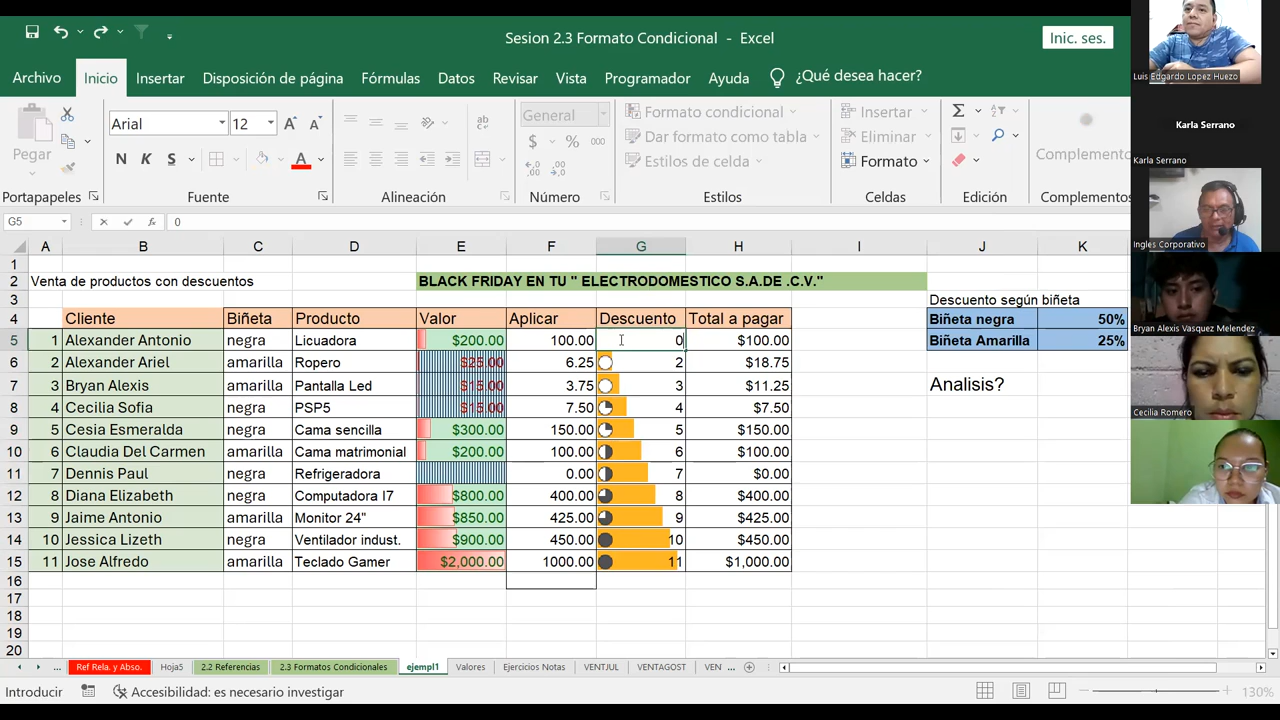 Sesion 2.3 Formato Condicional - Excel
Inic. ses.
Archivo Inicio Insertar Disposición de página Fórmulas Datos Revisar Vista Programador Ayuda ¿Qué desea hacer?
Pegar
Arial 12
N K S
General
$ % 000
Formato condicional
Dar formato como tabla
Estilos de celda
Insertar
Eliminar
Formato
Complemento
Portapapeles Fuente Alineación Número Estilos Celdas Edición Complementos
G5 fx 0
A B C D E F G H I J K
1
2 Venta de productos con descuentos BLACK FRIDAY EN TU " ELECTRODOMESTICO S.A.DE .C.V."
3 Descuento según biñeta
4 Cliente Biñeta Producto Valor Aplicar Descuento Total a pagar Biñeta negra 50%
5 1 Alexander Antonio negra Licuadora $200.00 100.00 0 $100.00 Biñeta Amarilla 25%
6 2 Alexander Ariel amarilla Ropero $25.00 6.25 2 $18.75
7 3 Bryan Alexis amarilla Pantalla Led $15.00 3.75 3 $11.25 Analisis?
8 4 Cecilia Sofia negra PSP5 $15.00 7.50 4 $7.50
9 5 Cesia Esmeralda negra Cama sencilla $300.00 150.00 5 $150.00
10 6 Claudia Del Carmen amarilla Cama matrimonial $200.00 100.00 6 $100.00
11 7 Dennis Paul negra Refrigeradora 0.00 7 $0.00
12 8 Diana Elizabeth negra Computadora I7 $800.00 400.00 8 $400.00
13 9 Jaime Antonio amarilla Monitor 24" $850.00 425.00 9 $425.00
14 10 Jessica Lizeth negra Ventilador indust. $900.00 450.00 10 $450.00
15 11 Jose Alfredo amarilla Teclado Gamer $2,000.00 1000.00 11 $1,000.00
16
17
18
19
20
... Ref Rela. y Abso. Hoja5 2.2 Referencias 2.3 Formatos Condicionales ejempl1 Valores Ejercicios Notas VENTJUL VENTAGOST VEN ...
Introducir Accesibilidad: es necesario investigar 130%
Luis Edgardo Lopez Huezo
Karla Serrano
Karla Serrano
Ingles Corporativo
Bryan Alexis Vasquez Melendez
Cecilia Romero